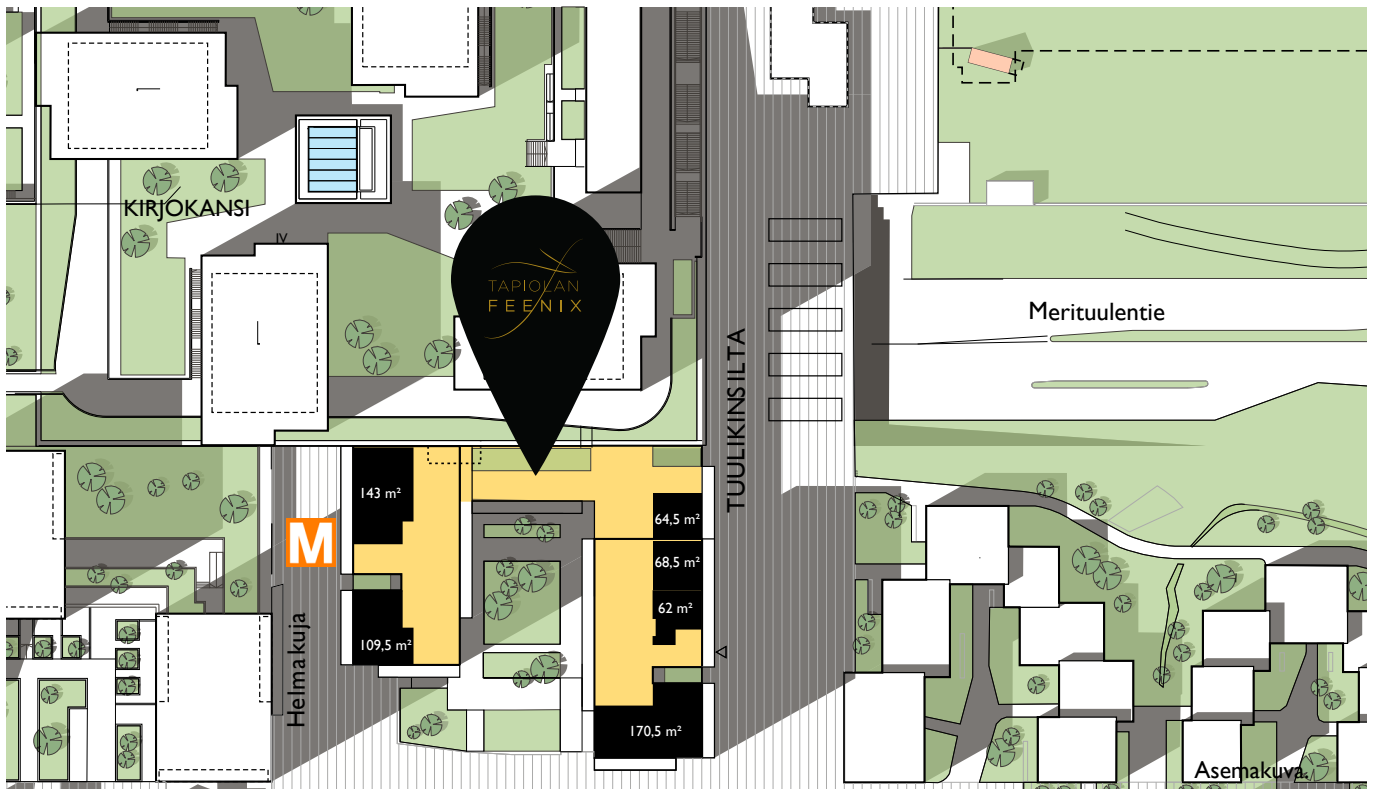 KIRJOKANSI
IV
I
I
TAPIOLAN
FEENIX
Merituulentie
TUULIKINSILTA
143 m²
64,5 m²
M
68,5 m²
62 m²
109,5 m²
Helmakuja
170,5 m²
Asemakuva.